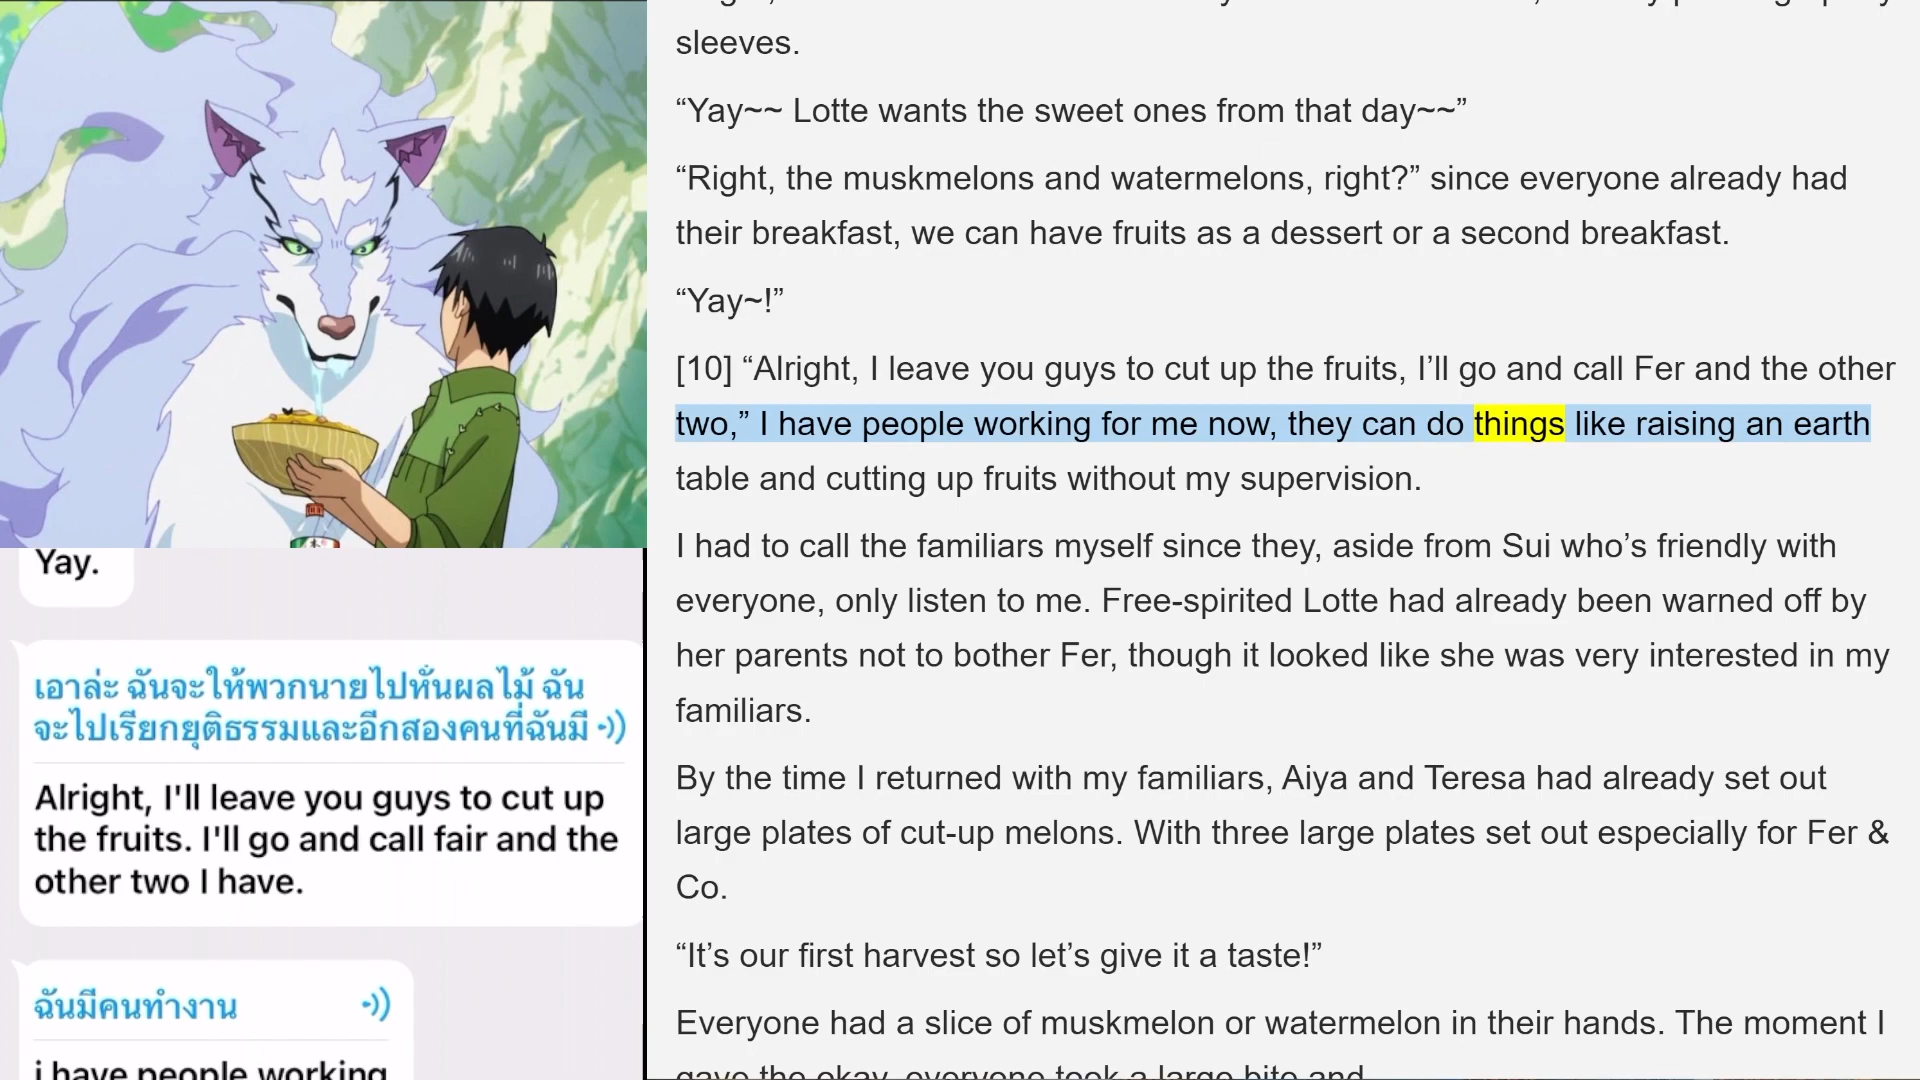 sleeves.
“Yay~~ Lotte wants the sweet ones from that day~~”
“Right, the muskmelons and watermelons, right?” since everyone already had
their breakfast, we can have fruits as a dessert or a second breakfast.
“Yay~!”
[10] “Alright, I leave you guys to cut up the fruits, I’ll go and call Fer and the other
two,” I have people working for me now, they can do things like raising an earth
table and cutting up fruits without my supervision.
I had to call the familiars myself since they, aside from Sui who’s friendly with
everyone, only listen to me. Free-spirited Lotte had already been warned off by
her parents not to bother Fer, though it looked like she was very interested in my
familiars.
By the time I returned with my familiars, Aiya and Teresa had already set out
large plates of cut-up melons. With three large plates set out especially for Fer &
Co.
“It’s our first harvest so let’s give it a taste!”
Everyone had a slice of muskmelon or watermelon in their hands. The moment I
gave the okay, everyone took a large bite and
Yay.
เอาล่ะ ฉันจะให้พวกนายไปหั่นผลไม้ ฉัน
จะไปเรียกยุติธรรมและอีกสองคนที่ฉันมี
Alright, I'll leave you guys to cut up
the fruits. I'll go and call fair and the
other two I have.
ฉันมีคนทำงาน
i have people working